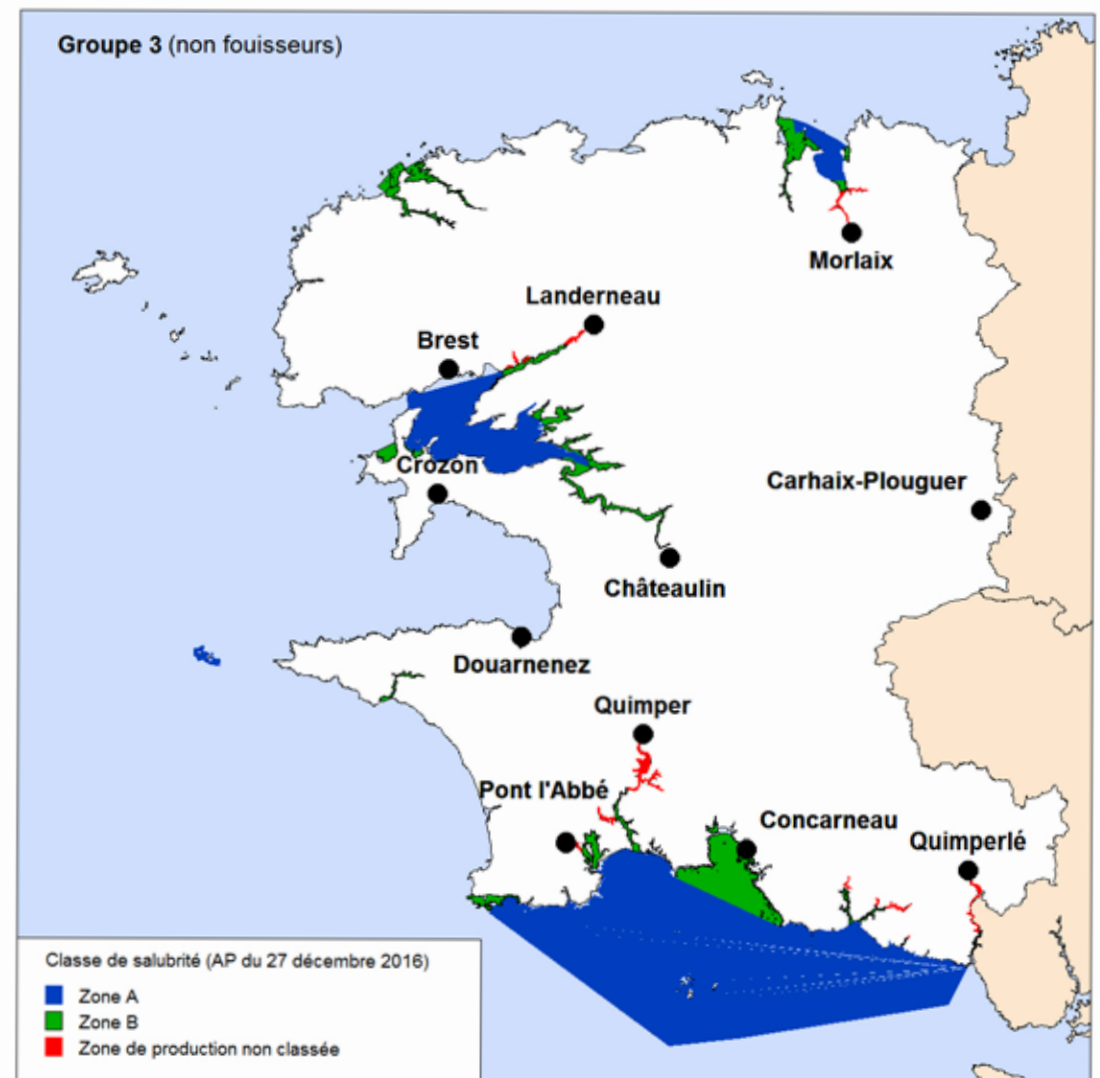 Groupe 3 (non fouisseurs)
Morlaix
Landerneau
Brest
Crozon
Carhaix-Plouguer
Châteaulin
Douarnenez
Quimper
Pont l'Abbé
Concarneau
Quimperlé
Classe de salubrité (AP du 27 décembre 2016)
Zone A
Zone B
Zone de production non classée